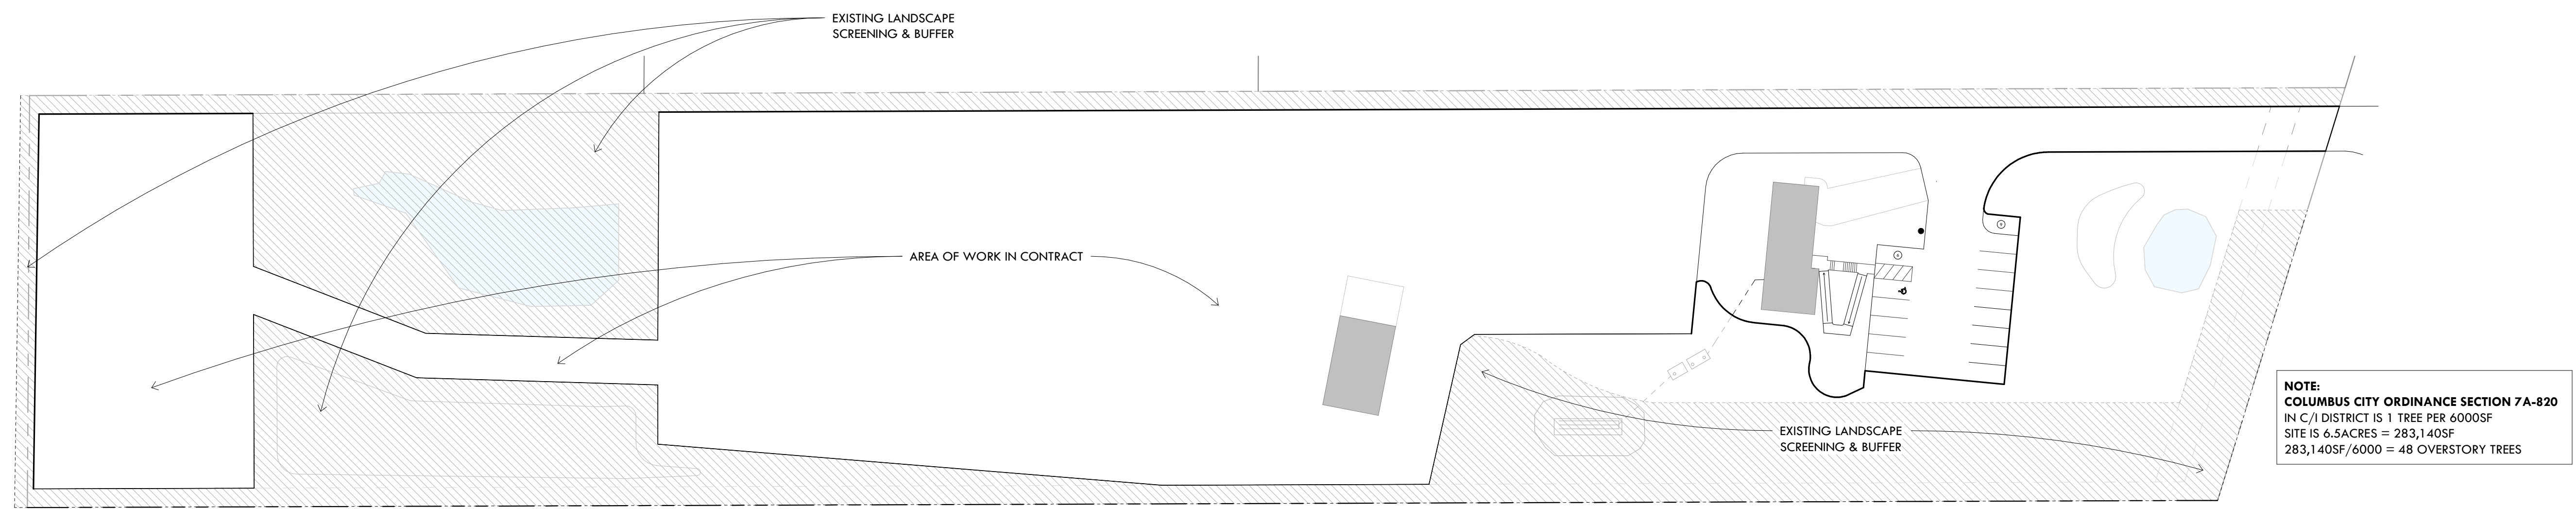 EXISTING LANDSCAPE
SCREENING & BUFFER
AREA OF WORK IN CONTRACT
EXISTING LANDSCAPE
SCREENING & BUFFER
NOTE:
COLUMBUS CITY ORDINANCE SECTION 7A-820
IN C/I DISTRICT IS 1 TREE PER 6000SF
SITE IS 6.5ACRES = 283,140SF
283,140SF/6000 = 48 OVERSTORY TREES